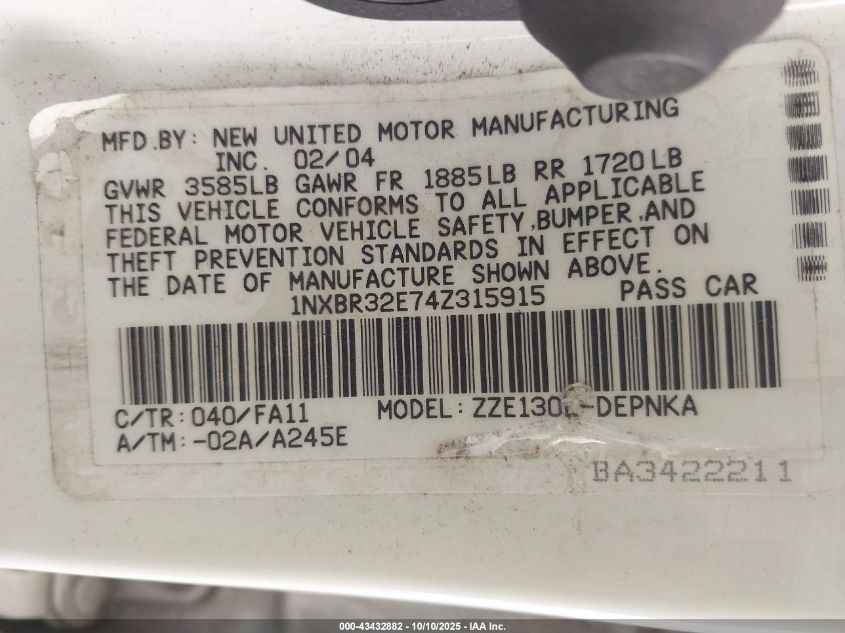 MFD.BY: NEW UNITED MOTOR MANUFACTURING
INC. 02/04
GVWR 3585LB GAWR FR 1885LB RR 1720LB
THIS VEHICLE CONFORMS TO ALL APPLICABLE
FEDERAL MOTOR VEHICLE SAFETY,BUMPER,AND
THEFT PREVENTION STANDARDS IN EFFECT ON
THE DATE OF MANUFACTURE SHOWN ABOVE.
1NXBR32E74Z315915 PASS CAR
C/TR:040/FA11 MODEL:
A/TM:-02A/A245E
BA3422211
000-43432882 - 10/10/2025 - IAA Inc.